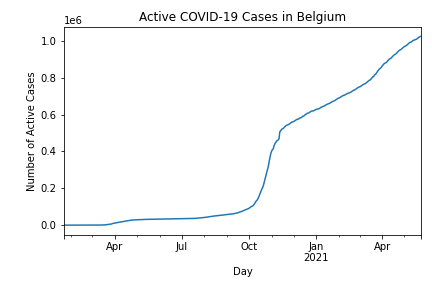 Active COVID-19 Cases in Belgium
1e6
1.0
0.8
0.6
0.4
0.2
0.0
Number of Active Cases
Apr Jul Oct Jan Apr
2021
Day